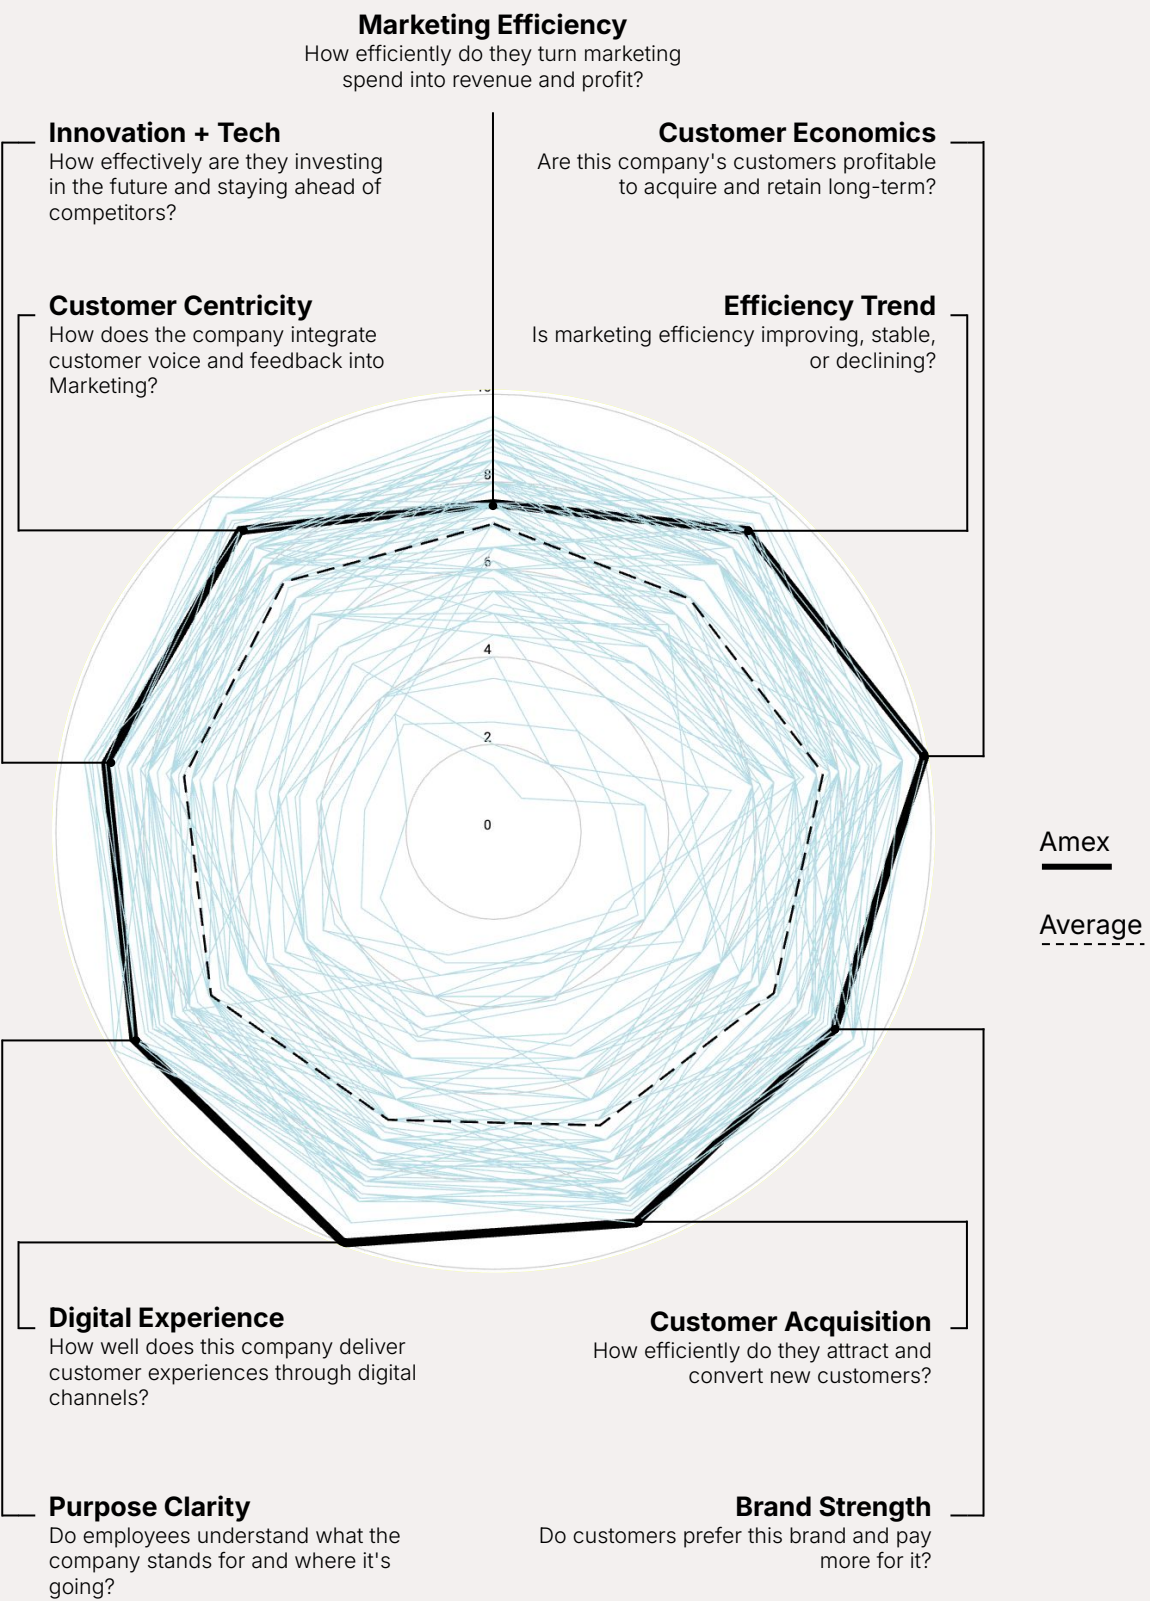 Marketing Efficiency
How efficiently do they turn marketing
spend into revenue and profit?
Innovation + Tech
How effectively are they investing
in the future and staying ahead of
competitors?
Customer Economics
Are this company's customers profitable
to acquire and retain long-term?
Customer Centricity
How does the company integrate
customer voice and feedback into
Marketing?
Efficiency Trend
Is marketing efficiency improving, stable,
or declining?
8
6
4
2
0
Amex
Average
Digital Experience
How well does this company deliver
customer experiences through digital
channels?
Customer Acquisition
How efficiently do they attract and
convert new customers?
Purpose Clarity
Do employees understand what the
company stands for and where it's
going?
Brand Strength
Do customers prefer this brand and pay
more for it?